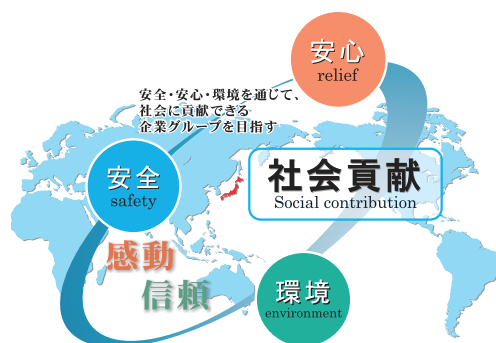 安心
relief
安全・安心・環境を通じて、
社会に貢献できる
企業グループを目指す
安全
safety
社会貢献
Social contribution
感動
信頼
環境
environment